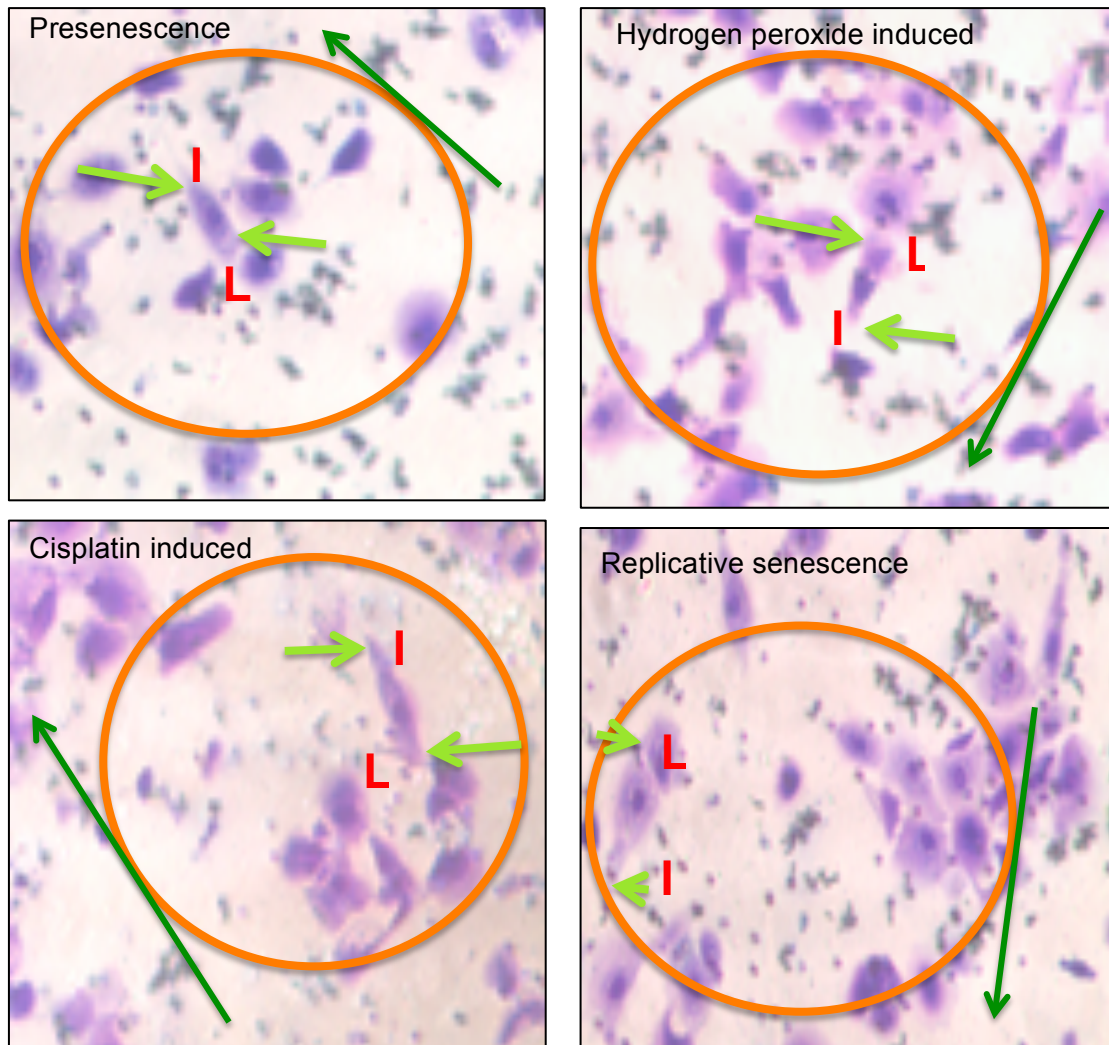 Presenescence
I
L
Hydrogen peroxide induced
L
I
Cisplatin induced
I
L
Replicative senescence
L
I